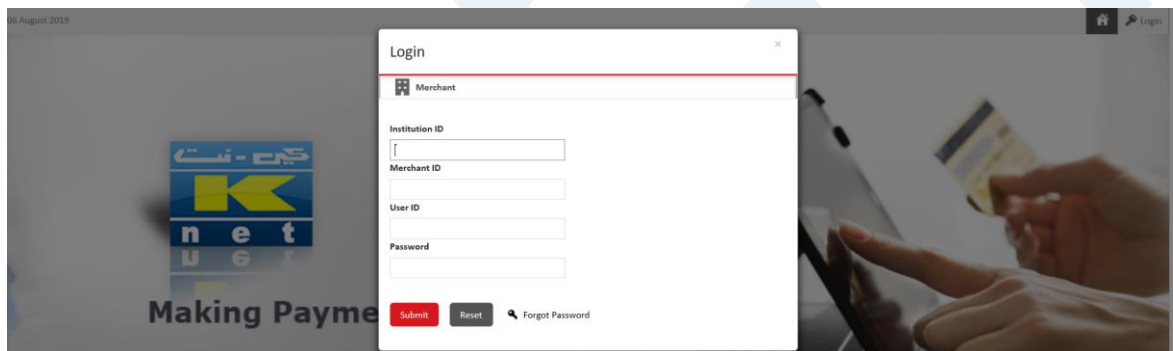 06 August 2019
Login
Login
×
Merchant
Institution ID
Merchant ID
User ID
Password
Submit
Reset
Forgot Password
كي-نت
K
net
Making Payme